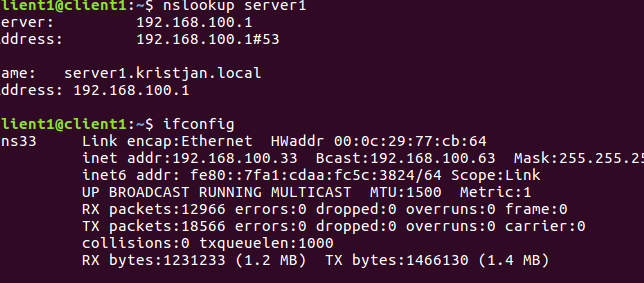 lient1@client1:~$ nslookup server1
erver: 192.168.100.1
ddress: 192.168.100.1#53
ame: server1.kristjan.local
ddress: 192.168.100.1
lient1@client1:~$ ifconfig
ns33 Link encap:Ethernet HWaddr 00:0c:29:77:cb:64
inet addr:192.168.100.33 Bcast:192.168.100.63 Mask:255.255.25
inet6 addr: fe80::7fa1:cdaa:fc5c:3824/64 Scope:Link
UP BROADCAST RUNNING MULTICAST MTU:1500 Metric:1
RX packets:12966 errors:0 dropped:0 overruns:0 frame:0
TX packets:18566 errors:0 dropped:0 overruns:0 carrier:0
collisions:0 txqueuelen:1000
RX bytes:1231233 (1.2 MB) TX bytes:1466130 (1.4 MB)